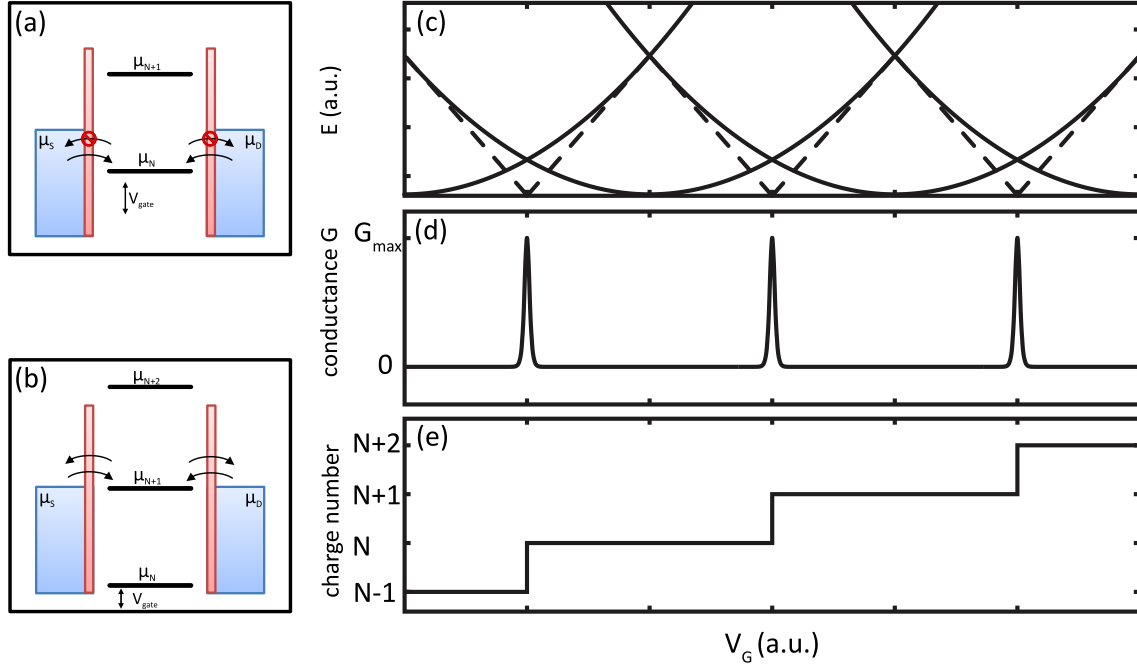 (a)
μN+1
μS
μD
μN
Vgate
(b)
μN+2
μN+1
μS
μD
μN
Vgate
(c)
E (a.u.)
(d)
conductance G
Gmax
0
(e)
charge number
N+2
N+1
N
N-1
VG (a.u.)